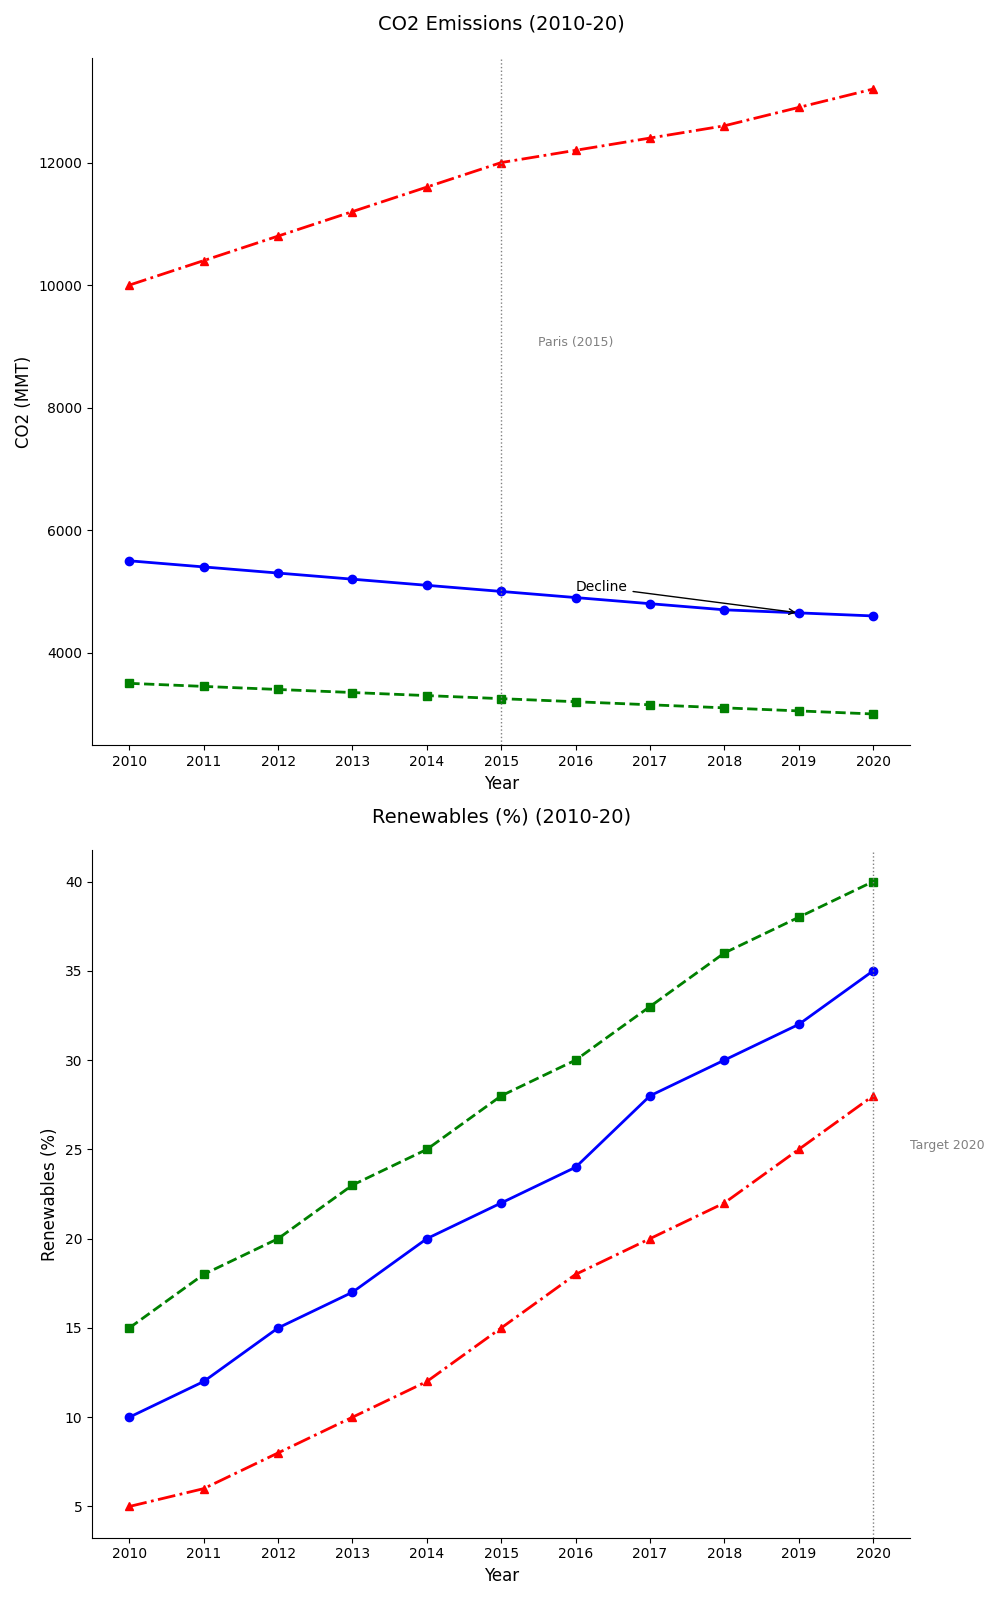 CO2 Emissions (2010-20)
12000
10000
8000
6000
4000
CO2 (MMT)
Paris (2015)
Decline
2010 2011 2012 2013 2014 2015 2016 2017 2018 2019 2020
Year
Renewables (%) (2010-20)
40
35
30
25
20
15
10
5
Renewables (%)
Target 2020
2010 2011 2012 2013 2014 2015 2016 2017 2018 2019 2020
Year